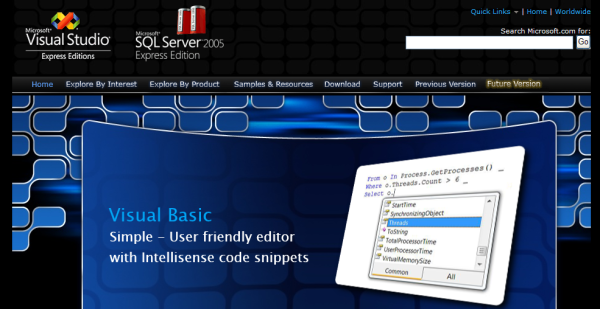 Quick Links | Home | Worldwide
Microsoft®
Visual Studio®
Express Editions
Microsoft®
SQL Server 2005
Express Edition
Search Microsoft.com for:
Go
Home Explore By Interest Explore By Product Samples & Resources Download Support Previous Version Future Version
From o In Process.GetProcesses() _
Where o.Threads.Count > 6 _
Select o.
StartTime
SynchronizingObject
Threads
ToString
TotalProcessorTime
UserProcessorTime
VirtualMemorySize
Common All
Visual Basic
Simple – User friendly editor
with Intellisense code snippets